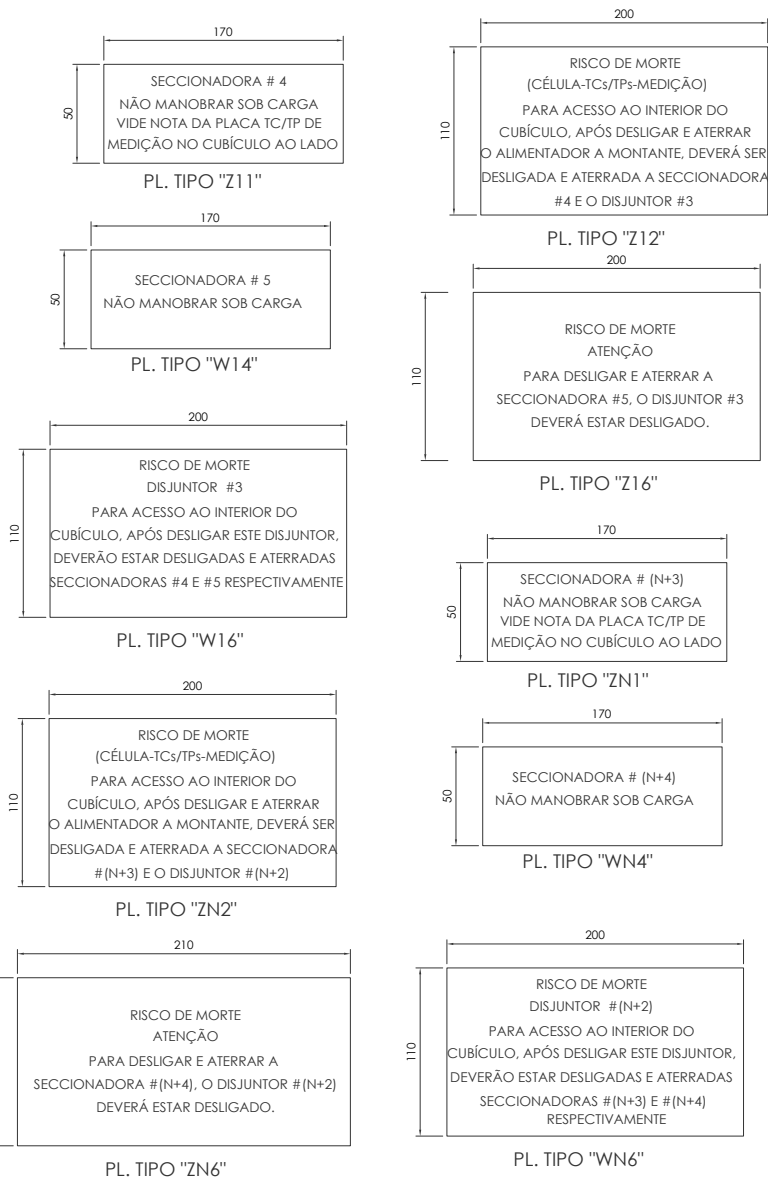 170
50
SECCIONADORA # 4
NÃO MANOBRAR SOB CARGA
VIDE NOTA DA PLACA TC/TP DE
MEDIÇÃO NO CUBÍCULO AO LADO
PL. TIPO "Z11"
200
110
RISCO DE MORTE
(CÉLULA-TCs/TPs-MEDIÇÃO)
PARA ACESSO AO INTERIOR DO
CUBÍCULO, APÓS DESLIGAR E ATERRAR
O ALIMENTADOR A MONTANTE, DEVERÁ SER
DESLIGADA E ATERRADA A SECCIONADORA
#4 E O DISJUNTOR #3
PL. TIPO "Z12"
170
50
SECCIONADORA # 5
NÃO MANOBRAR SOB CARGA
PL. TIPO "W14"
200
110
RISCO DE MORTE
ATENÇÃO
PARA DESLIGAR E ATERRAR A
SECCIONADORA #5, O DISJUNTOR #3
DEVERÁ ESTAR DESLIGADO.
PL. TIPO "Z16"
200
110
RISCO DE MORTE
DISJUNTOR #3
PARA ACESSO AO INTERIOR DO
CUBÍCULO, APÓS DESLIGAR ESTE DISJUNTOR,
DEVERÃO ESTAR DESLIGADAS E ATERRADAS
SECCIONADORAS #4 E #5 RESPECTIVAMENTE
PL. TIPO "W16"
170
50
SECCIONADORA # (N+3)
NÃO MANOBRAR SOB CARGA
VIDE NOTA DA PLACA TC/TP DE
MEDIÇÃO NO CUBÍCULO AO LADO
PL. TIPO "ZN1"
200
110
RISCO DE MORTE
(CÉLULA-TCs/TPs-MEDIÇÃO)
PARA ACESSO AO INTERIOR DO
CUBÍCULO, APÓS DESLIGAR E ATERRAR
O ALIMENTADOR A MONTANTE, DEVERÁ SER
DESLIGADA E ATERRADA A SECCIONADORA
#(N+3) E O DISJUNTOR #(N+2)
PL. TIPO "ZN2"
170
50
SECCIONADORA # (N+4)
NÃO MANOBRAR SOB CARGA
PL. TIPO "WN4"
210
RISCO DE MORTE
ATENÇÃO
PARA DESLIGAR E ATERRAR A
SECCIONADORA #(N+4), O DISJUNTOR #(N+2)
DEVERÁ ESTAR DESLIGADO.
PL. TIPO "ZN6"
200
110
RISCO DE MORTE
DISJUNTOR #(N+2)
PARA ACESSO AO INTERIOR DO
CUBÍCULO, APÓS DESLIGAR ESTE DISJUNTOR,
DEVERÃO ESTAR DESLIGADAS E ATERRADAS
SECCIONADORAS #(N+3) E #(N+4)
RESPECTIVAMENTE
PL. TIPO "WN6"